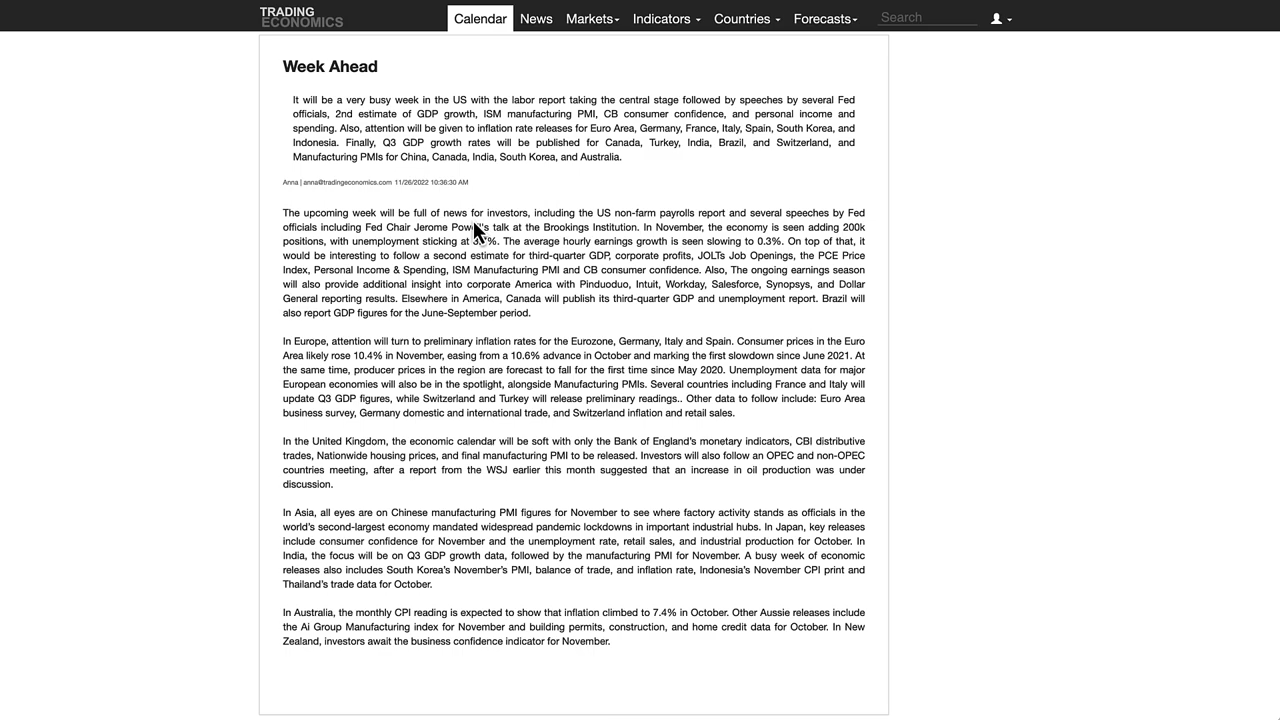 TRADING
ECONOMICS
Calendar News Markets Indicators Countries Forecasts Search
Week Ahead
It will be a very busy week in the US with the labor report taking the central stage followed by speeches by several Fed
officials, 2nd estimate of GDP growth, ISM manufacturing PMI, CB consumer confidence, and personal income and
spending. Also, attention will be given to inflation rate releases for Euro Area, Germany, France, Italy, Spain, South Korea, and
Indonesia. Finally, Q3 GDP growth rates will be published for Canada, Turkey, India, Brazil, and Switzerland, and
Manufacturing PMIs for China, Canada, India, South Korea, and Australia.
Anna | anna@tradingeconomics.com 11/26/2022 10:36:30 AM
The upcoming week will be full of news for investors, including the US non-farm payrolls report and several speeches by Fed
officials including Fed Chair Jerome talk at the Brookings Institution. In November, the economy is seen adding 200k
positions, with unemployment sticking at The average hourly earnings growth is seen slowing to 0.3%. On top of that, it
would be interesting to follow a second estimate for third-quarter GDP, corporate profits, JOLTs Job Openings, the PCE Price
Index, Personal Income & Spending, ISM Manufacturing PMI and CB consumer confidence. Also, The ongoing earnings season
will also provide additional insight into corporate America with Pinduoduo, Intuit, Workday, Salesforce, Synopsys, and Dollar
General reporting results. Elsewhere in America, Canada will publish its third-quarter GDP and unemployment report. Brazil will
also report GDP figures for the June-September period.
In Europe, attention will turn to preliminary inflation rates for the Eurozone, Germany, Italy and Spain. Consumer prices in the Euro
Area likely rose 10.4% in November, easing from a 10.6% advance in October and marking the first slowdown since June 2021. At
the same time, producer prices in the region are forecast to fall for the first time since May 2020. Unemployment data for major
European economies will also be in the spotlight, alongside Manufacturing PMIs. Several countries including France and Italy will
update Q3 GDP figures, while Switzerland and Turkey will release preliminary readings.. Other data to follow include: Euro Area
business survey, Germany domestic and international trade, and Switzerland inflation and retail sales.
In the United Kingdom, the economic calendar will be soft with only the Bank of England's monetary indicators, CBI distributive
trades, Nationwide housing prices, and final manufacturing PMI to be released. Investors will also follow an OPEC and non-OPEC
countries meeting, after a report from the WSJ earlier this month suggested that an increase in oil production was under
discussion.
In Asia, all eyes are on Chinese manufacturing PMI figures for November to see where factory activity stands as officials in the
world's second-largest economy mandated widespread pandemic lockdowns in important industrial hubs. In Japan, key releases
include consumer confidence for November and the unemployment rate, retail sales, and industrial production for October. In
India, the focus will be on Q3 GDP growth data, followed by the manufacturing PMI for November. A busy week of economic
releases also includes South Korea's November's PMI, balance of trade, and inflation rate, Indonesia's November CPI print and
Thailand's trade data for October.
In Australia, the monthly CPI reading is expected to show that inflation climbed to 7.4% in October. Other Aussie releases include
the Ai Group Manufacturing index for November and building permits, construction, and home credit data for October. In New
Zealand, investors await the business confidence indicator for November.